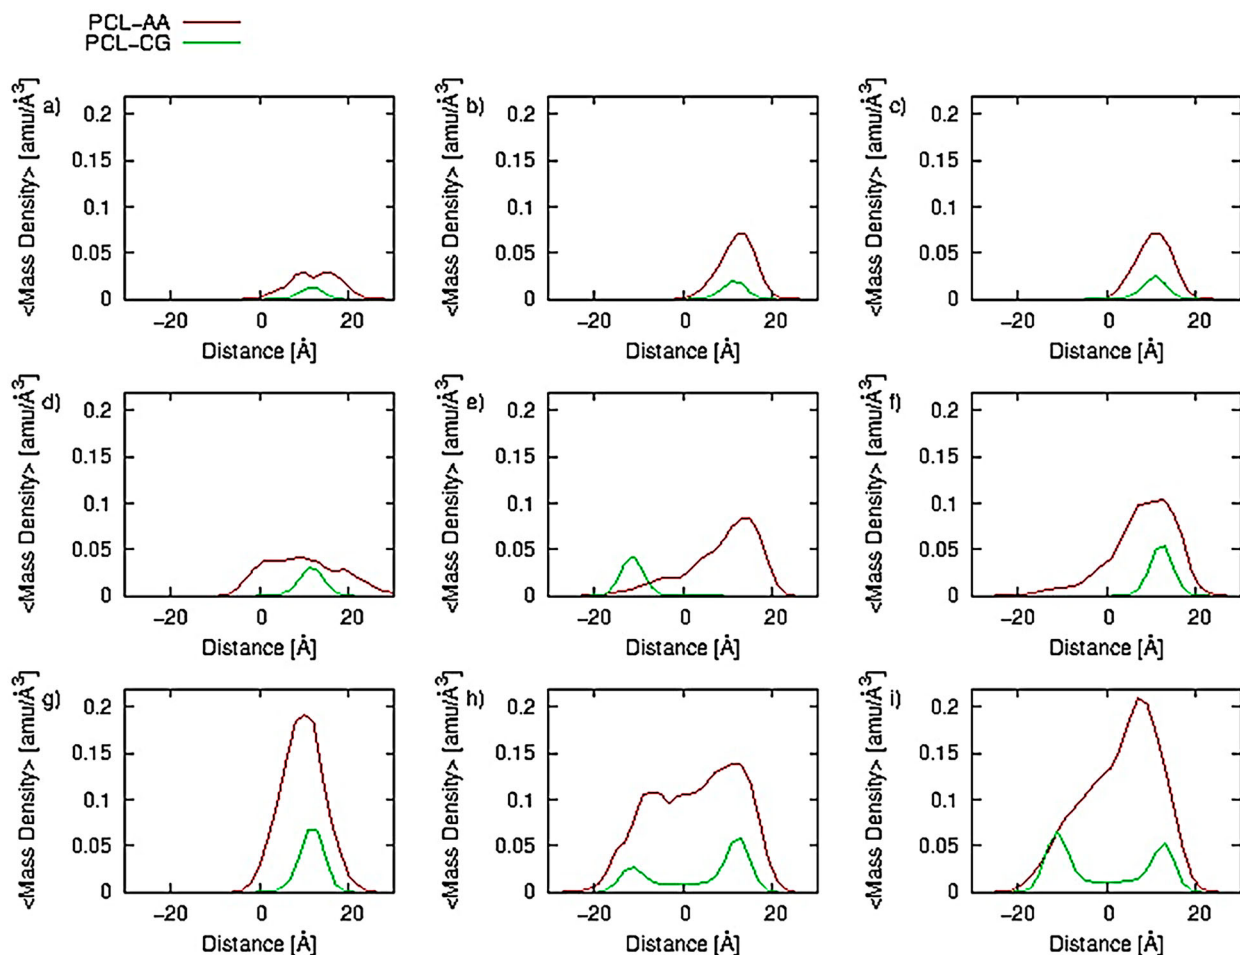 PCL-AA
PCL-CG
a) b) c)
<Mass Density> [amu/Å³] <Mass Density> [amu/Å³] <Mass Density> [amu/Å³]
0.2 0.2 0.2
0.15 0.15 0.15
0.1 0.1 0.1
0.05 0.05 0.05
0 0 0
-20 0 20 -20 0 20 -20 0 20
Distance [Å] Distance [Å] Distance [Å]
d) e) f)
<Mass Density> [amu/Å³] <Mass Density> [amu/Å³] <Mass Density> [amu/Å³]
0.2 0.2 0.2
0.15 0.15 0.15
0.1 0.1 0.1
0.05 0.05 0.05
0 0 0
-20 0 20 -20 0 20 -20 0 20
Distance [Å] Distance [Å] Distance [Å]
g) h) i)
<Mass Density> [amu/Å³] <Mass Density> [amu/Å³] <Mass Density> [amu/Å³]
0.2 0.2 0.2
0.15 0.15 0.15
0.1 0.1 0.1
0.05 0.05 0.05
0 0 0
-20 0 20 -20 0 20 -20 0 20
Distance [Å] Distance [Å] Distance [Å]